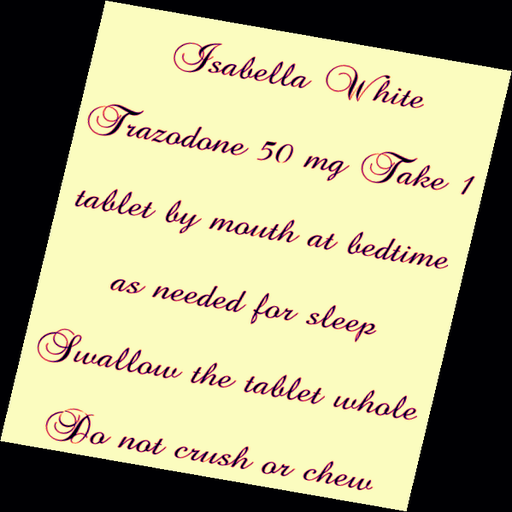 Isabella White
Trazodone 50 mg Take 1
tablet by mouth at bedtime
as needed for sleep
Swallow the tablet whole
Do not crush or chew